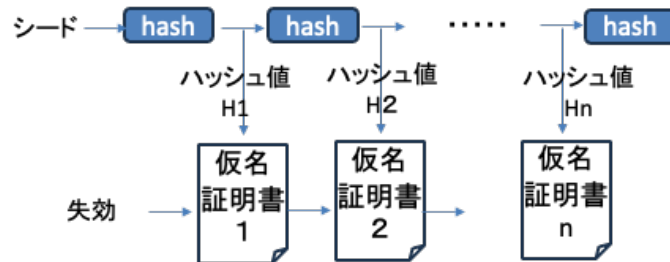 シード
hash
hash
‥‥‥
hash
ハッシュ値
H1
ハッシュ値
H2
ハッシュ値
Hn
仮名
証明書
1
仮名
証明書
2
仮名
証明書
n
失効